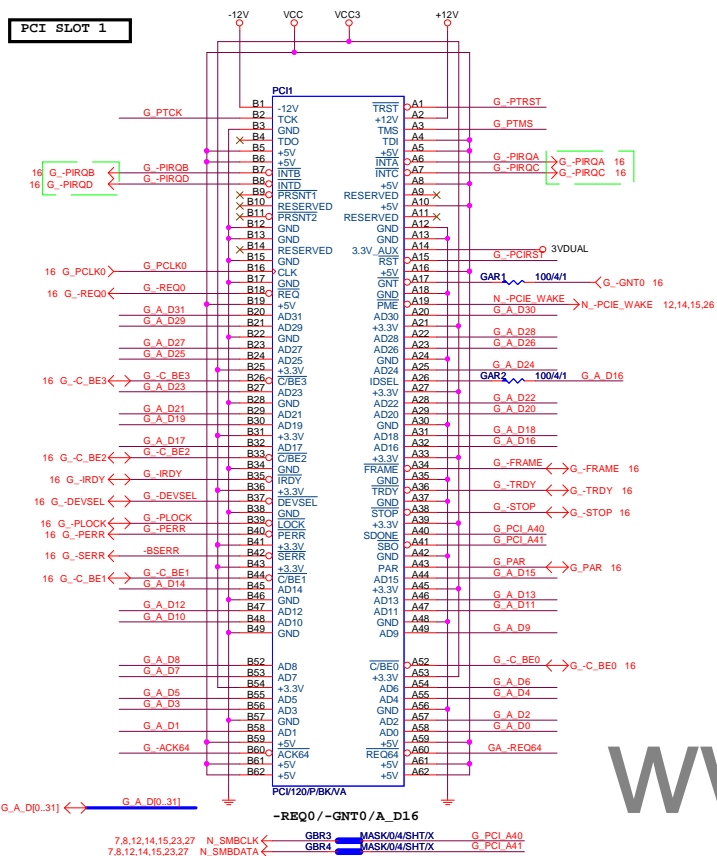 PCI SLOT 1
-12V VCC VCC3 +12V
PCI1
B1 -12V TRST A1 G_-PTRST
G_PTCK B2 TCK +12V A2
B3 GND TMS A3 G_PTMS
B4 TDO TDI A4
B5 +5V +5V A5
B6 +5V INTA A6 G_-PIRQA G_-PIRQA 16
16 G_-PIRQB G_-PIRQB B7 INTB INTC A7 G_-PIRQC G_-PIRQC 16
16 G_-PIRQD G_-PIRQD B8 INTD +5V A8
B9 PRSNT1 RESERVED A9
B10 RESERVED +5V A10
B11 PRSNT2 RESERVED A11
B12 GND GND A12
B13 GND GND A13
B14 RESERVED 3.3V_AUX A14 3VDUAL
B15 GND RST A15 G_-PCIRST
16 G_PCLK0 G_PCLK0 B16 CLK +5V A16
B17 GND GNT A17 GAR1 100/4/1 G_-GNT0 16
16 G_-REQ0 G_-REQ0 B18 REQ GND A18
B19 +5V PME A19 N_-PCIE_WAKE N_-PCIE_WAKE 12,14,15,26
G_A_D31 B20 AD31 AD30 A20 G_A_D30
G_A_D29 B21 AD29 +3.3V A21
B22 GND AD28 A22 G_A_D28
G_A_D27 B23 AD27 AD26 A23 G_A_D26
G_A_D25 B24 AD25 GND A24
B25 +3.3V AD24 A25 G_A_D24
16 G_-C_BE3 G_-C_BE3 B26 C/BE3 IDSEL A26 GAR2 100/4/1 G_A_D16
G_A_D23 B27 AD23 +3.3V A27
B28 GND AD22 A28 G_A_D22
G_A_D21 B29 AD21 AD20 A29 G_A_D20
G_A_D19 B30 AD19 GND A30
B31 +3.3V AD18 A31 G_A_D18
G_A_D17 B32 AD17 AD16 A32 G_A_D16
16 G_-C_BE2 G_-C_BE2 B33 C/BE2 +3.3V A33
B34 GND FRAME A34 G_-FRAME G_-FRAME 16
16 G_-IRDY G_-IRDY B35 IRDY GND A35
B36 +3.3V TRDY A36 G_-TRDY G_-TRDY 16
16 G_-DEVSEL G_-DEVSEL B37 DEVSEL GND A37
B38 GND STOP A38 G_-STOP G_-STOP 16
16 G_-PLOCK G_-PLOCK B39 LOCK +3.3V A39
16 G_-PERR G_-PERR B40 PERR SDONE A40 G_PCI_A40
B41 +3.3V SBO A41 G_PCI_A41
16 G_-SERR -BSERR B42 SERR GND A42
B43 +3.3V PAR A43 G_PAR G_PAR 16
16 G_-C_BE1 G_-C_BE1 B44 C/BE1 AD15 A44 G_A_D15
G_A_D14 B45 AD14 +3.3V A45
B46 GND AD13 A46 G_A_D13
G_A_D12 B47 AD12 AD11 A47 G_A_D11
G_A_D10 B48 AD10 GND A48
B49 GND AD9 A49 G_A_D9
G_A_D8 B52 AD8 C/BE0 A52 G_-C_BE0 G_-C_BE0 16
G_A_D7 B53 AD7 +3.3V A53
B54 +3.3V AD6 A54 G_A_D6
G_A_D5 B55 AD5 AD4 A55 G_A_D4
G_A_D3 B56 AD3 GND A56
B57 GND AD2 A57 G_A_D2
G_A_D1 B58 AD1 AD0 A58 G_A_D0
B59 +5V +5V A59
G_-ACK64 B60 ACK64 REQ64 A60 GA_-REQ64
B61 +5V +5V A61
B62 +5V +5V A62
PCI/120/P/BK/VA
G_A_D[0..31] G_A_D[0..31]
-REQ0/-GNT0/A_D16
7,8,12,14,15,23,27 N_SMBCLK GBR3 MASK/0/4/SHT/X G_PCI_A40
7,8,12,14,15,23,27 N_SMBDATA GBR4 MASK/0/4/SHT/X G_PCI_A41